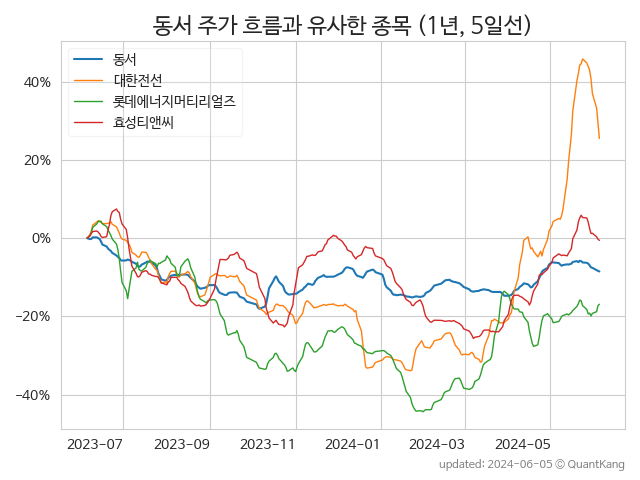 동서 주가 흐름과 유사한 종목 (1년, 5일선)
동서
대한전선
롯데에너지머티리얼즈
효성티앤씨
40%
20%
0%
−20%
−40%
2023-07 2023-09 2023-11 2024-01 2024-03 2024-05
updated: 2024-06-05 © QuantKang